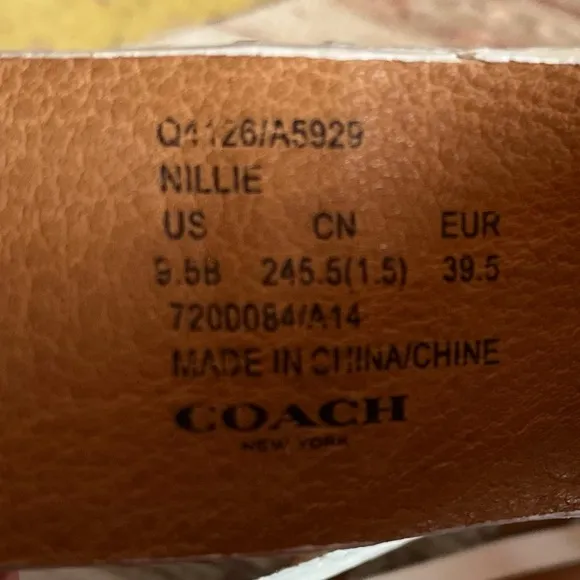 Q4126/A5929
NILLIE
US CN EUR
9.5B 245.5(1.5) 39.5
7200084/A14
MADE IN CHINA/CHINE
COACH
NEW YORK